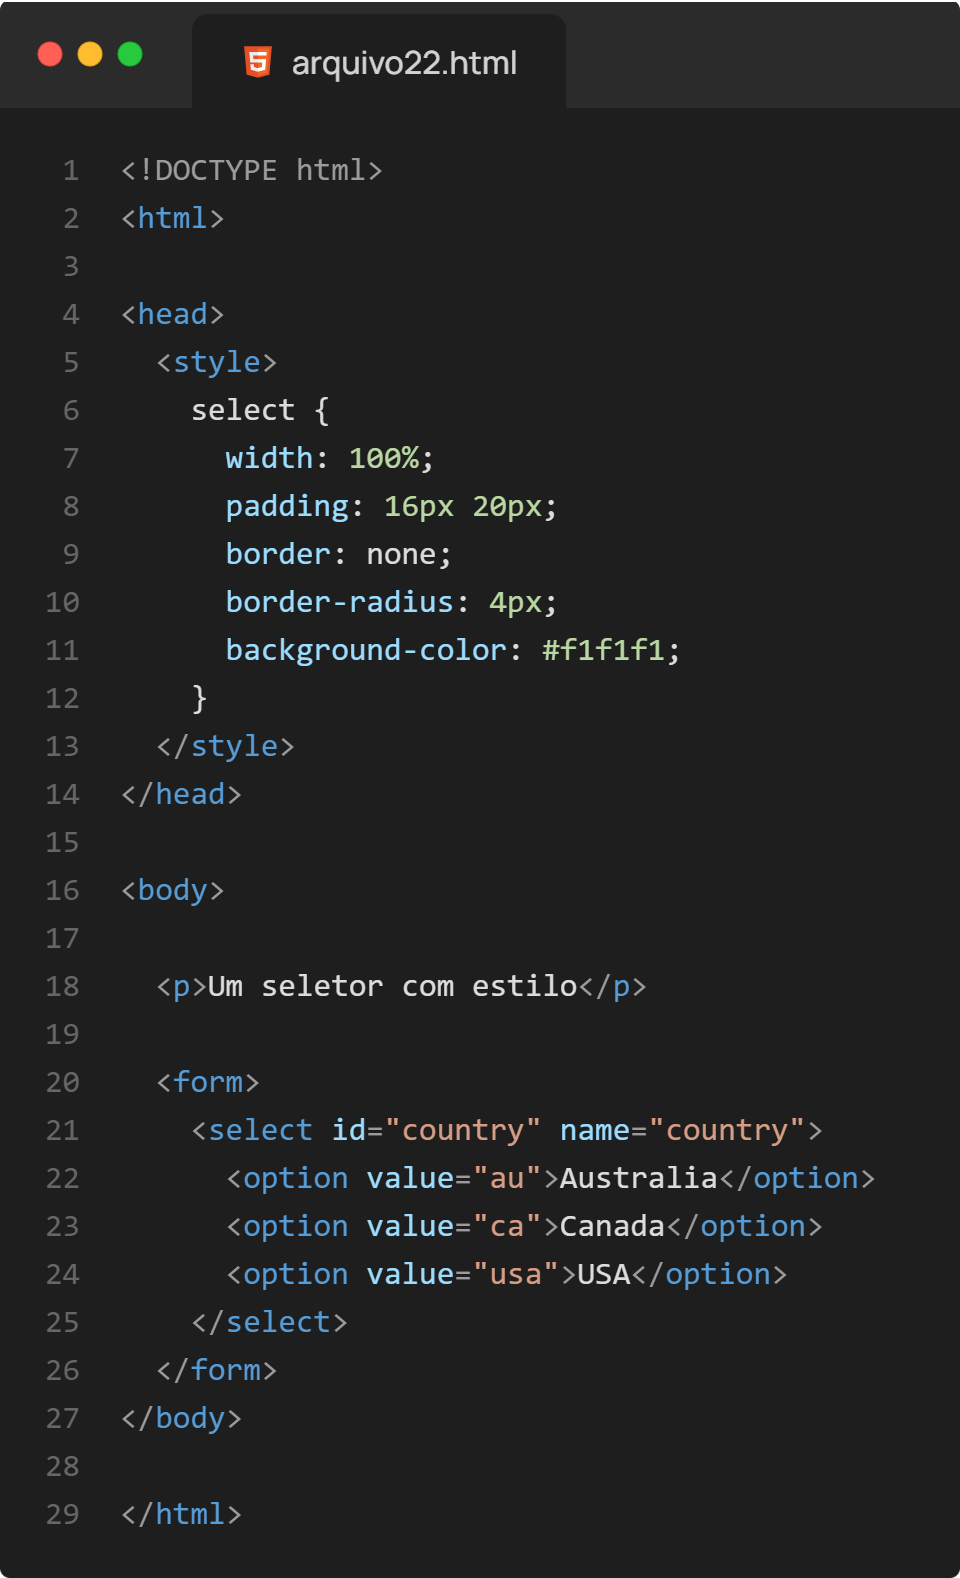 arquivo22.html
1 <!DOCTYPE html>
2 <html>
3
4 <head>
5   <style>
6     select {
7       width: 100%;
8       padding: 16px 20px;
9       border: none;
10       border-radius: 4px;
11       background-color: #f1f1f1;
12     }
13   </style>
14 </head>
15
16 <body>
17
18   <p>Um seletor com estilo</p>
19
20   <form>
21     <select id="country" name="country">
22       <option value="au">Australia</option>
23       <option value="ca">Canada</option>
24       <option value="usa">USA</option>
25     </select>
26   </form>
27 </body>
28
29 </html>